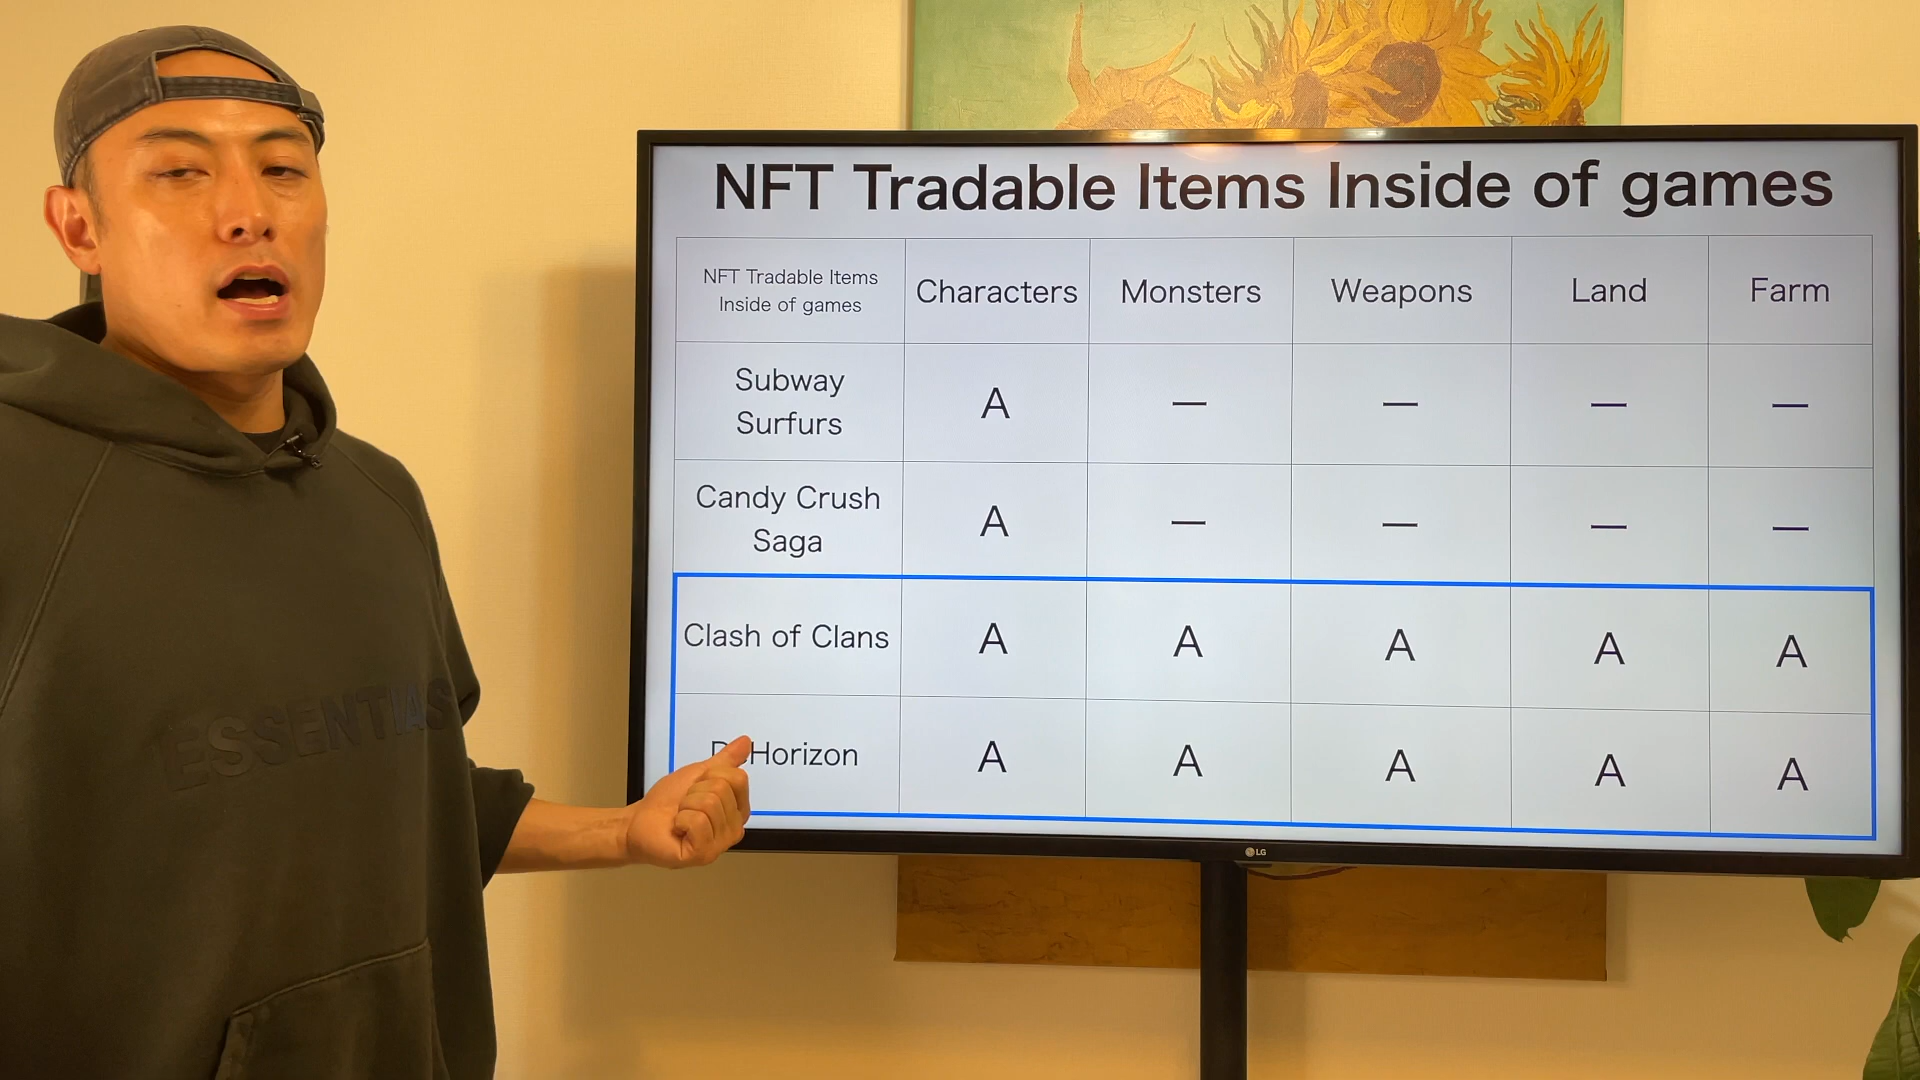 NFT Tradable Items Inside of games
NFT Tradable Items
Inside of games
Characters
Monsters
Weapons
Land
Farm
Subway
Surfurs
A
—
—
—
—
Candy Crush
Saga
A
—
—
—
—
Clash of Clans
A
A
A
A
A
Horizon
A
A
A
A
A
ESSENTIALS
LG